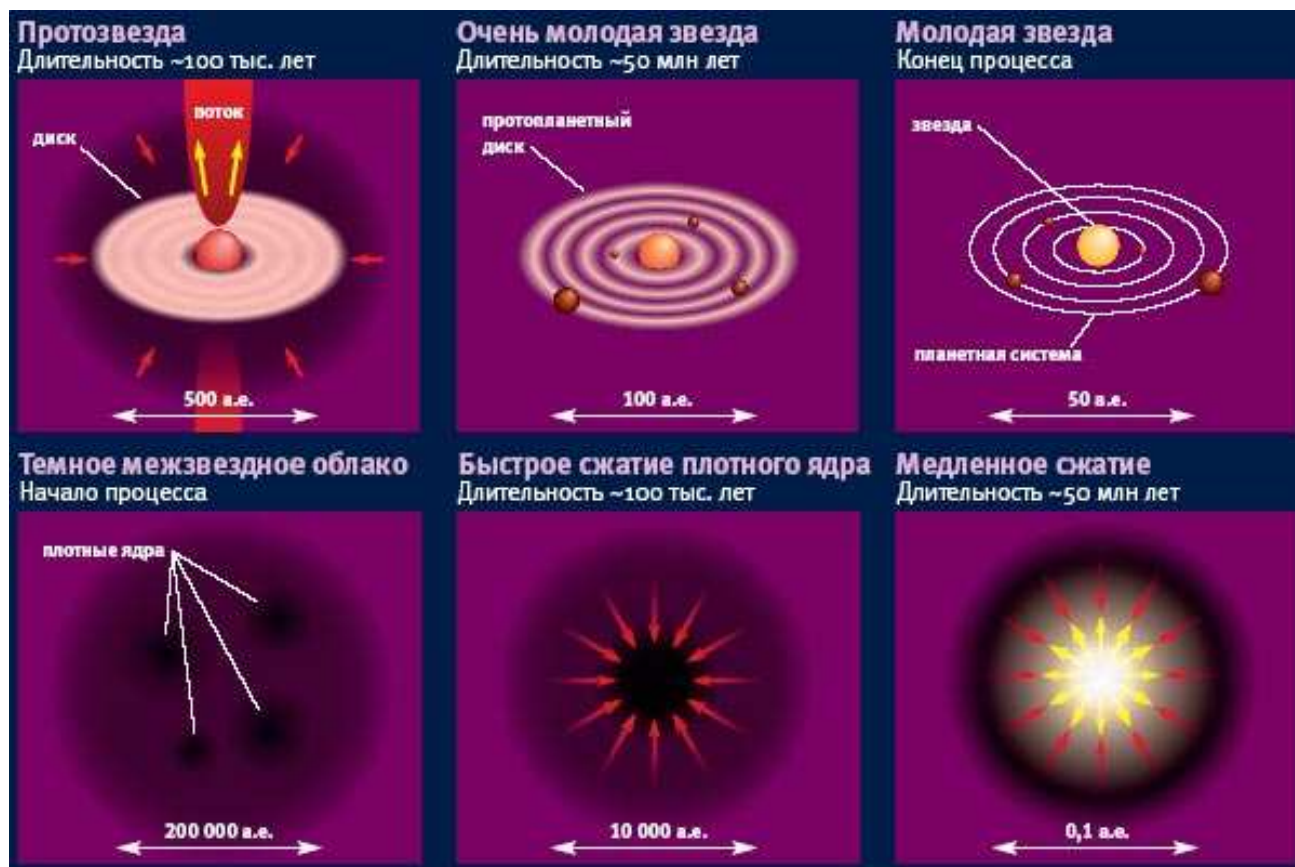 Протозвезда
Длительность ~100 тыс. лет
поток
диск
500 а.е.
Очень молодая звезда
Длительность ~50 млн лет
протопланетный
диск
100 а.е.
Молодая звезда
Конец процесса
звезда
планетная система
50 а.е.
Темное межзвездное облако
Начало процесса
плотные ядра
200 000 а.е.
Быстрое сжатие плотного ядра
Длительность ~100 тыс. лет
10 000 а.е.
Медленное сжатие
Длительность ~50 млн лет
0,1 а.е.